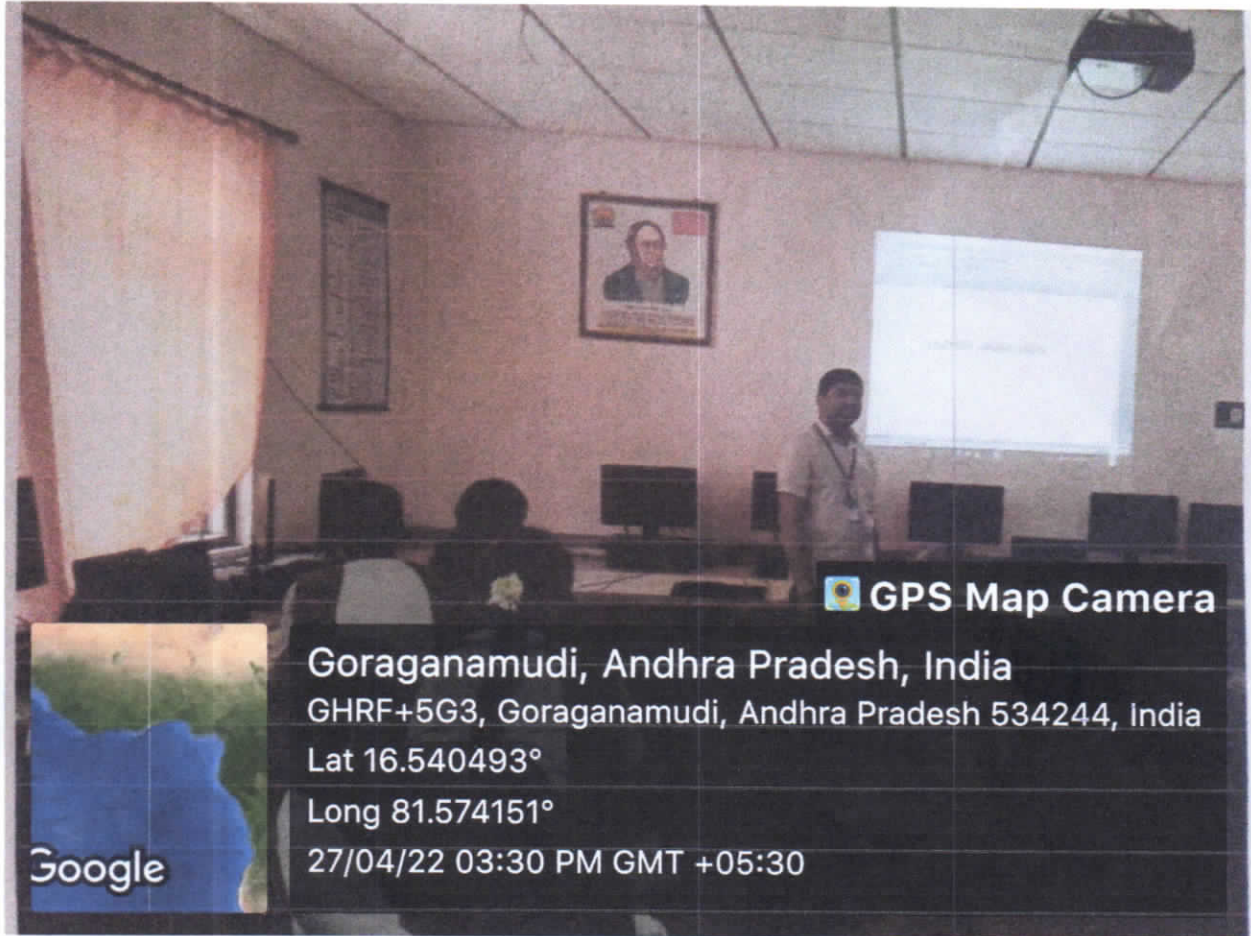 GPS Map Camera
Goraganamudi, Andhra Pradesh, India
GHRF+5G3, Goraganamudi, Andhra Pradesh 534244, India
Lat 16.540493°
Long 81.574151°
27/04/22 03:30 PM GMT +05:30
Google